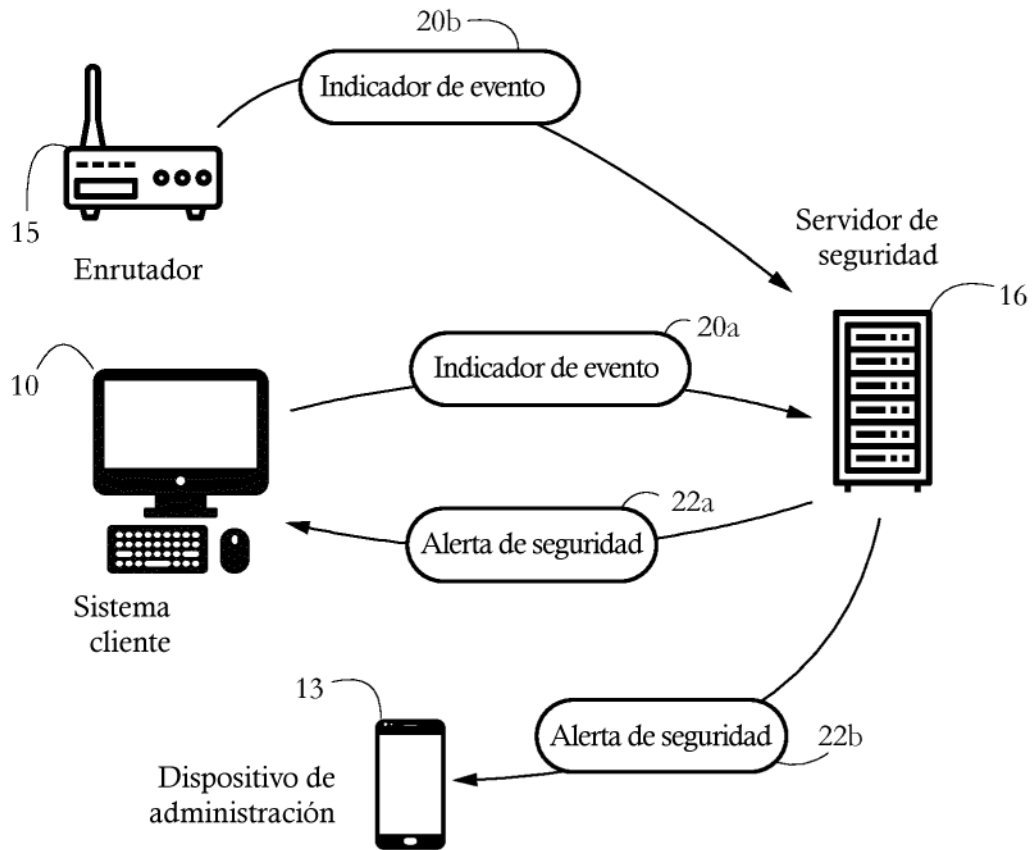 20b
Indicador de evento
15
Enrutador
Servidor de
seguridad
16
20a
Indicador de evento
10
22a
Alerta de seguridad
Sistema
cliente
13
Alerta de seguridad
22b
Dispositivo de
administración